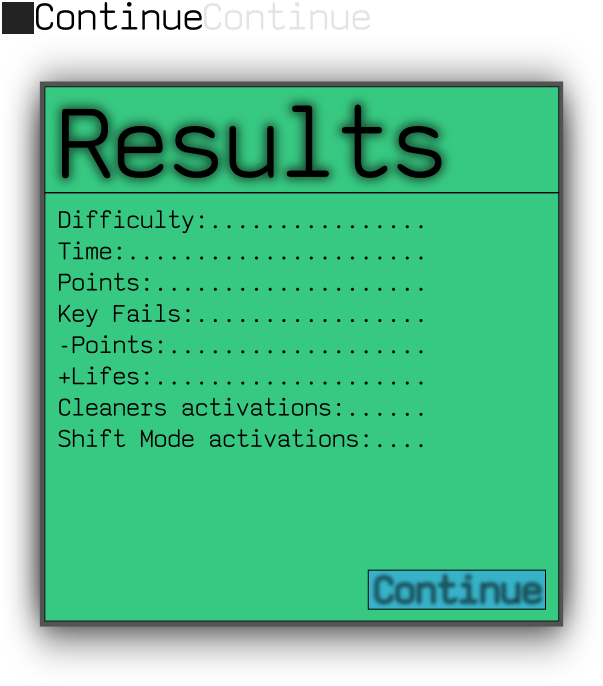 ContinueContinue
Results
Difficulty:................
Time:......................
Points:....................
Key Fails:.................
-Points:...................
+Lifes:....................
Cleaners activations:......
Shift Mode activations:....
Continue